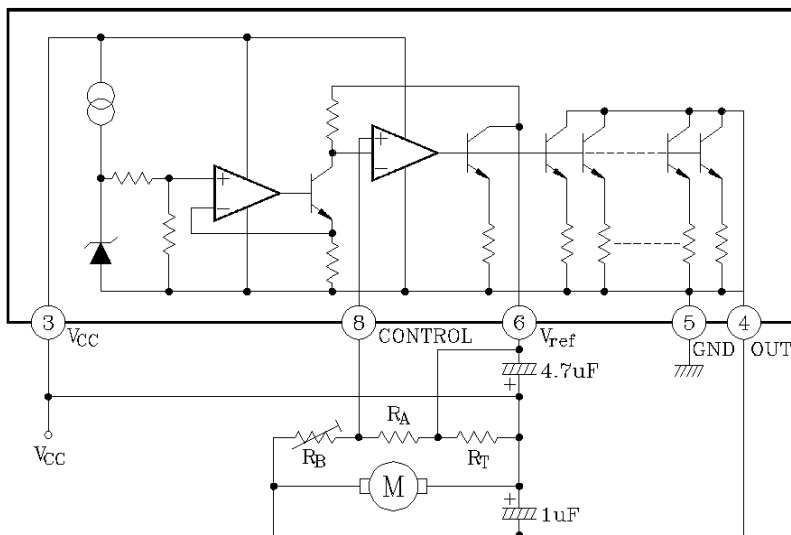 +
−
+
−
3
8
6
5
4
VCC
CONTROL
Vref
GND
OUT
4.7uF
+
RA
VCC
RB
RT
M
+
1uF